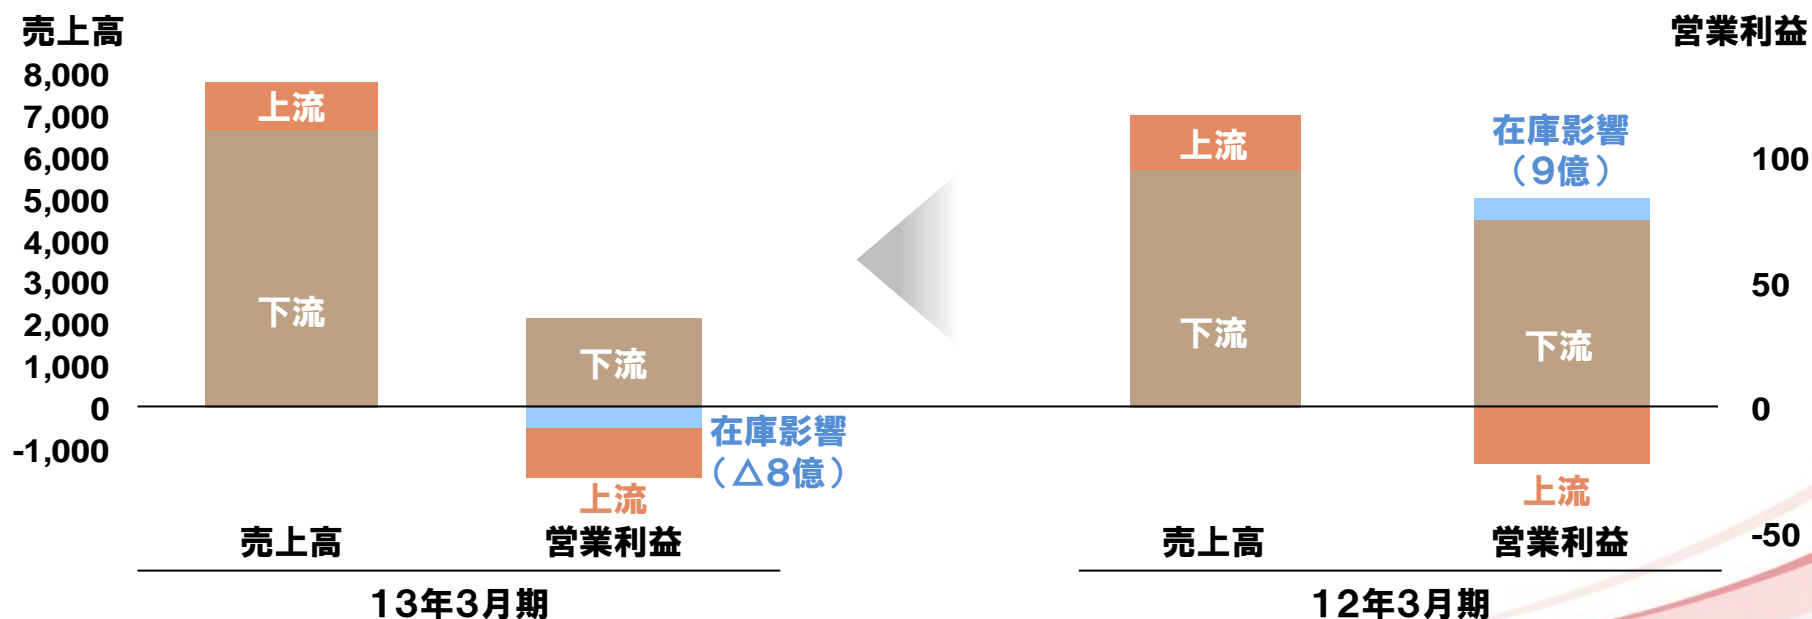 売上高
営業利益
8,000
7,000
6,000
5,000
4,000
3,000
2,000
1,000
0
-1,000
上流
下流
下流
在庫影響
（△8億）
上流
上流
下流
在庫影響
（9億）
下流
上流
100
50
0
-50
売上高
営業利益
売上高
営業利益
13年3月期
12年3月期